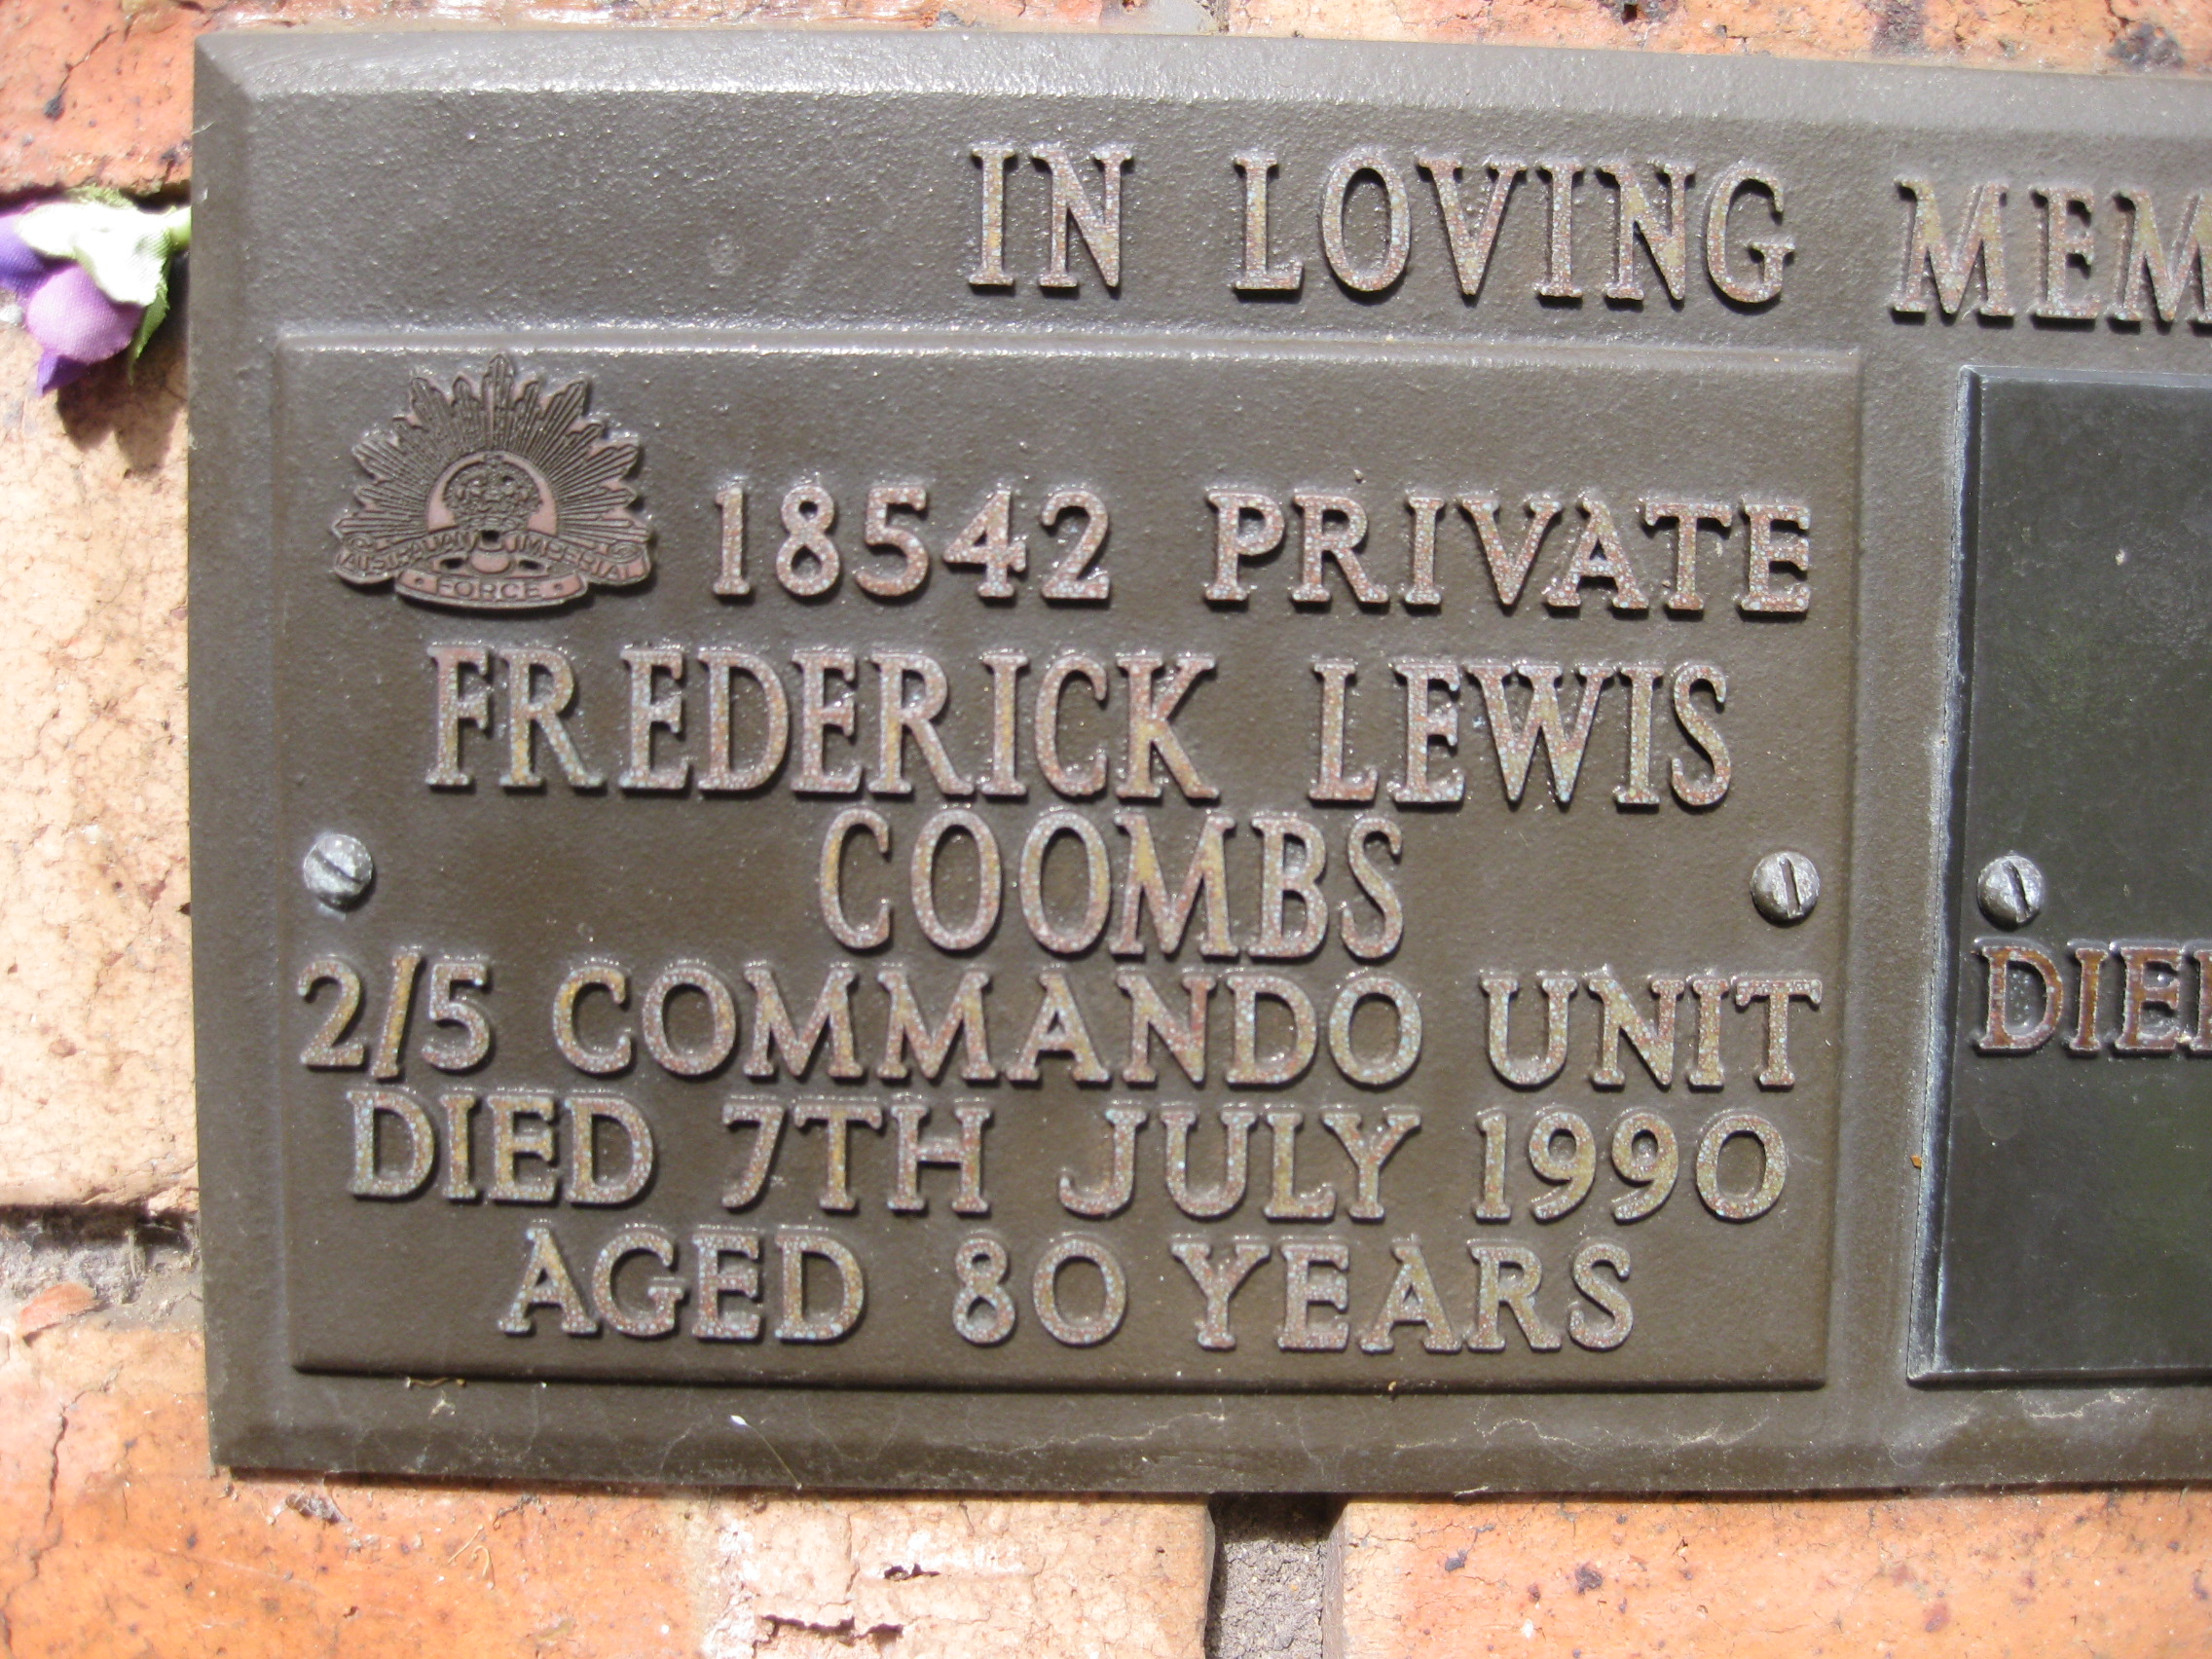 IN LOVING MEM
AUSTRALIAN IMPERIAL
FORCE
18542 PRIVATE
FREDERICK LEWIS
COOMBS
2/5 COMMANDO UNIT
DIED 7TH JULY 1990
AGED 80 YEARS
DIE